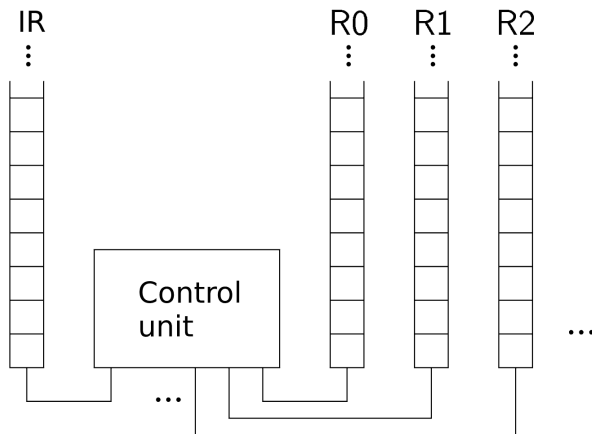 IR
R0 R1 R2
Control
unit
...
...